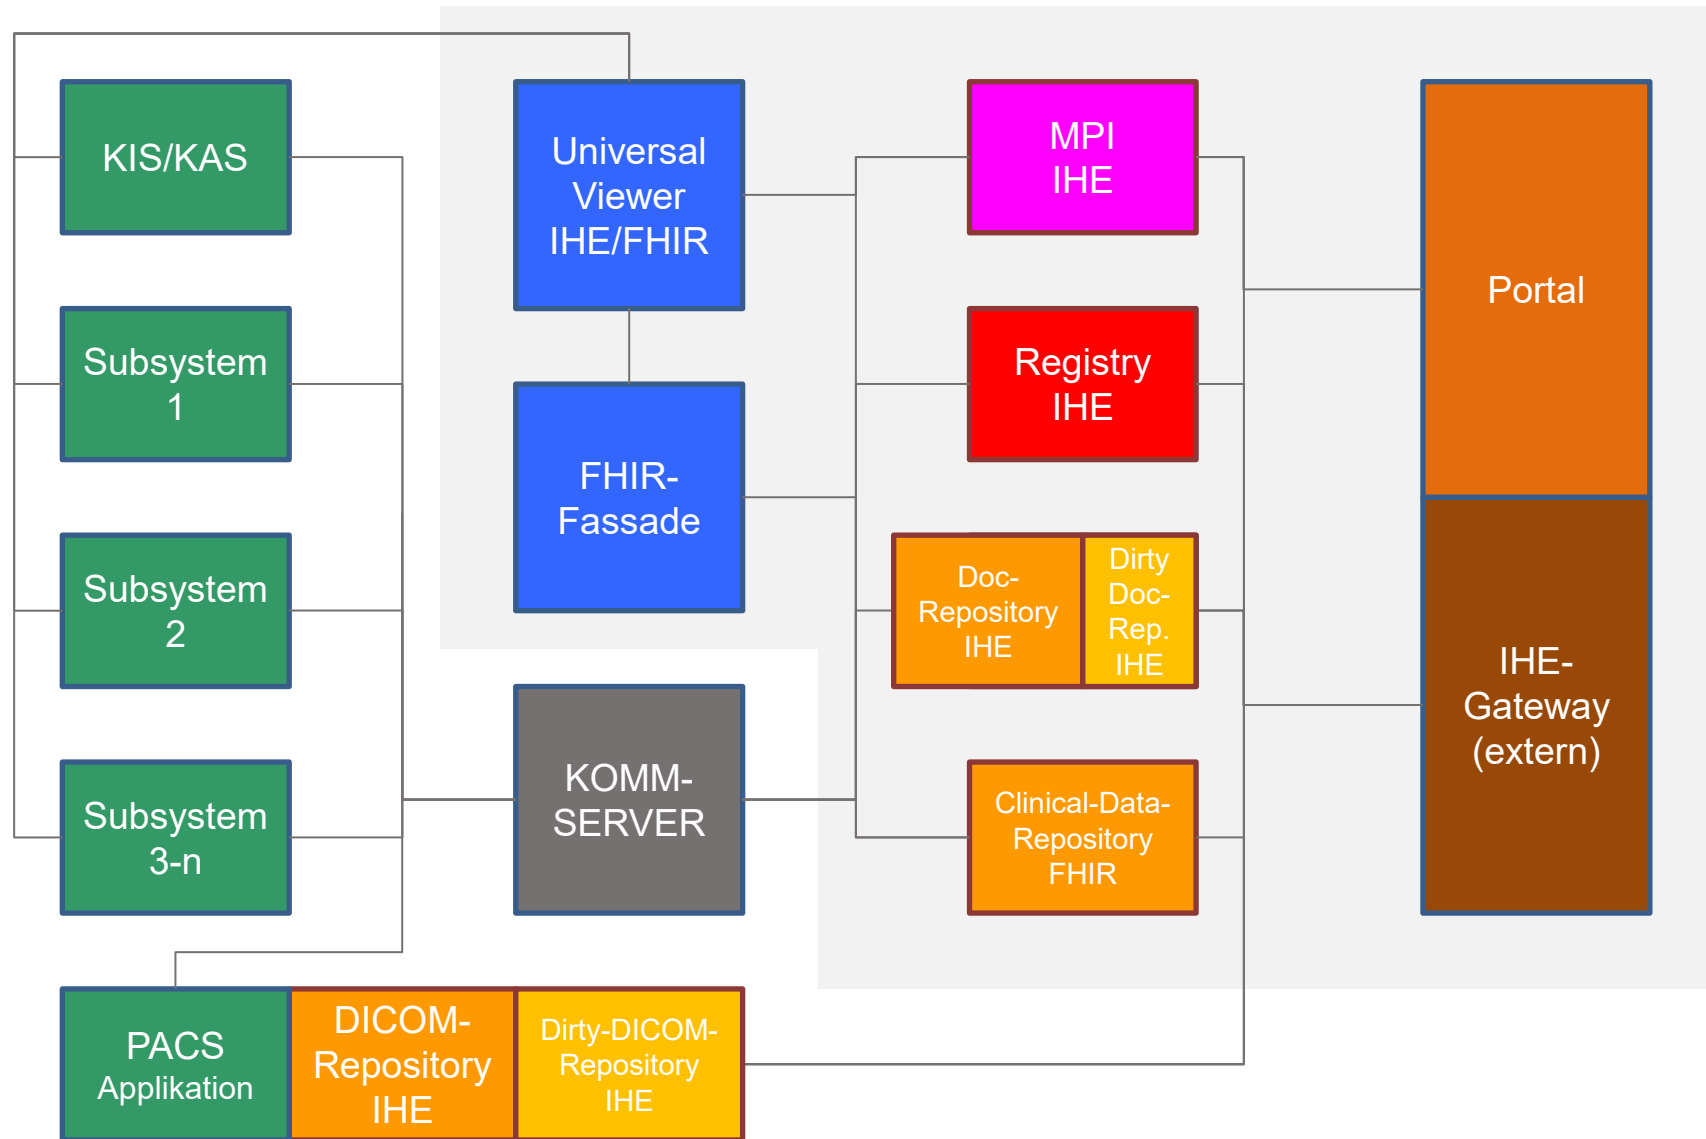 KIS/KAS
Universal
Viewer
IHE/FHIR
MPI
IHE
Portal
Subsystem
1
Registry
IHE
FHIR-
Fassade
Subsystem
2
Doc-
Repository
IHE
Dirty
Doc-
Rep.
IHE
IHE-
Gateway
(extern)
Subsystem
3-n
KOMM-
SERVER
Clinical-Data-
Repository
FHIR
PACS
Applikation
DICOM-
Repository
IHE
Dirty-DICOM-
Repository
IHE